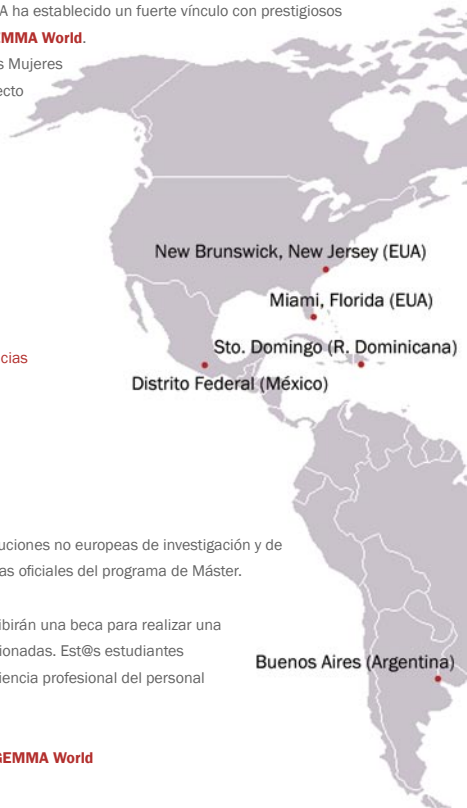 A ha establecido un fuerte vínculo con prestigiosos
EMMA World.
s Mujeres
ecto
New Brunswick, New Jersey (EUA)
Miami, Florida (EUA)
Sto. Domingo (R. Dominicana)
cias
Distrito Federal (México)
uciones no europeas de investigación y de
as oficiales del programa de Máster.
ibirán una beca para realizar una
ionadas. Est@s estudiantes
Buenos Aires (Argentina)
iencia profesional del personal
GEMMA World